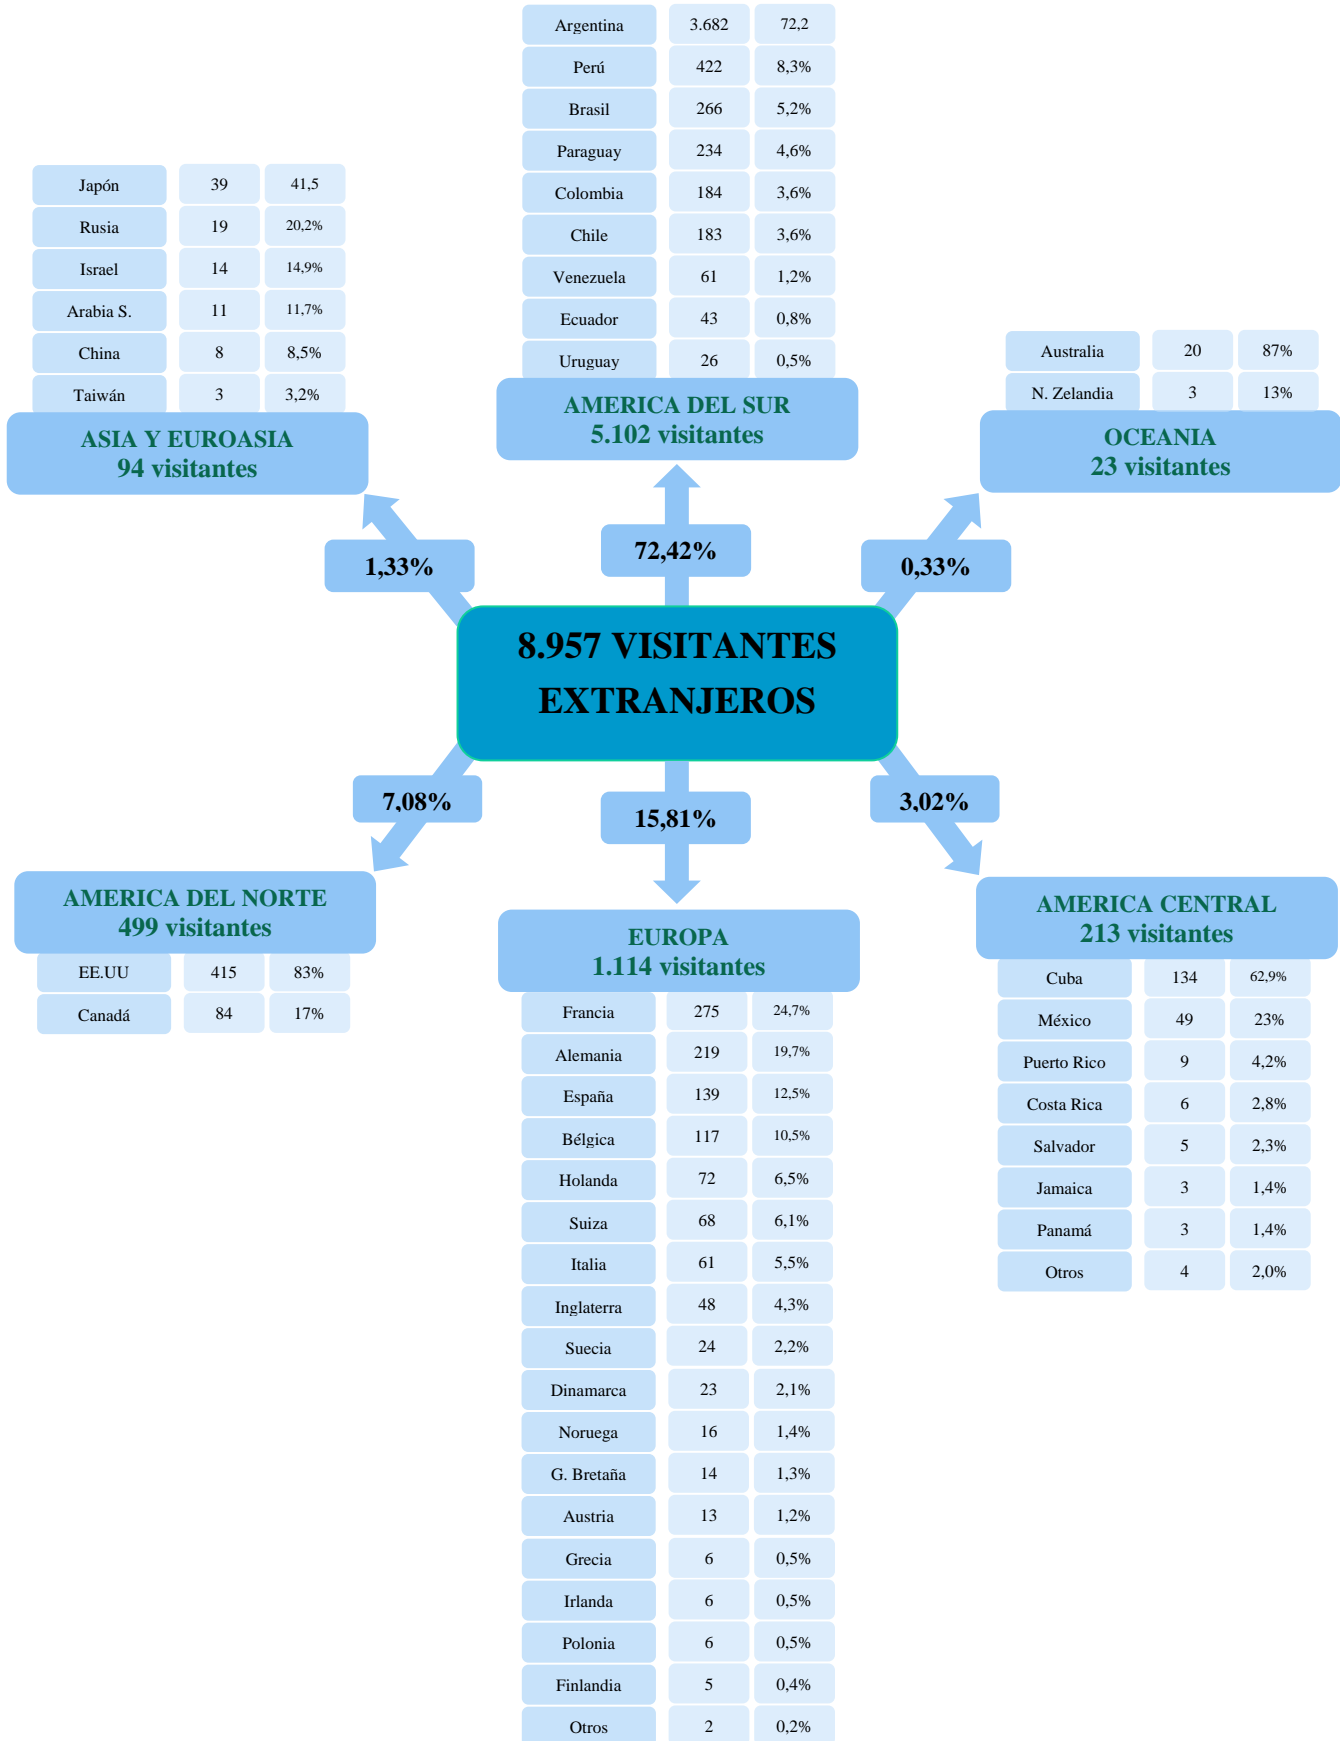 Argentina 3.682 72,2
Perú 422 8,3%
Brasil 266 5,2%
Paraguay 234 4,6%
Colombia 184 3,6%
Chile 183 3,6%
Venezuela 61 1,2%
Ecuador 43 0,8%
Uruguay 26 0,5%
AMERICA DEL SUR
5.102 visitantes
Japón 39 41,5
Rusia 19 20,2%
Israel 14 14,9%
Arabia S. 11 11,7%
China 8 8,5%
Taiwán 3 3,2%
ASIA Y EUROASIA
94 visitantes
Australia 20 87%
N. Zelandia 3 13%
OCEANIA
23 visitantes
1,33%
72,42%
0,33%
8.957 VISITANTES
EXTRANJEROS
7,08%
15,81%
3,02%
AMERICA DEL NORTE
499 visitantes
EE.UU 415 83%
Canadá 84 17%
EUROPA
1.114 visitantes
Francia 275 24,7%
Alemania 219 19,7%
España 139 12,5%
Bélgica 117 10,5%
Holanda 72 6,5%
Suiza 68 6,1%
Italia 61 5,5%
Inglaterra 48 4,3%
Suecia 24 2,2%
Dinamarca 23 2,1%
Noruega 16 1,4%
G. Bretaña 14 1,3%
Austria 13 1,2%
Grecia 6 0,5%
Irlanda 6 0,5%
Polonia 6 0,5%
Finlandia 5 0,4%
Otros 2 0,2%
AMERICA CENTRAL
213 visitantes
Cuba 134 62,9%
México 49 23%
Puerto Rico 9 4,2%
Costa Rica 6 2,8%
Salvador 5 2,3%
Jamaica 3 1,4%
Panamá 3 1,4%
Otros 4 2,0%